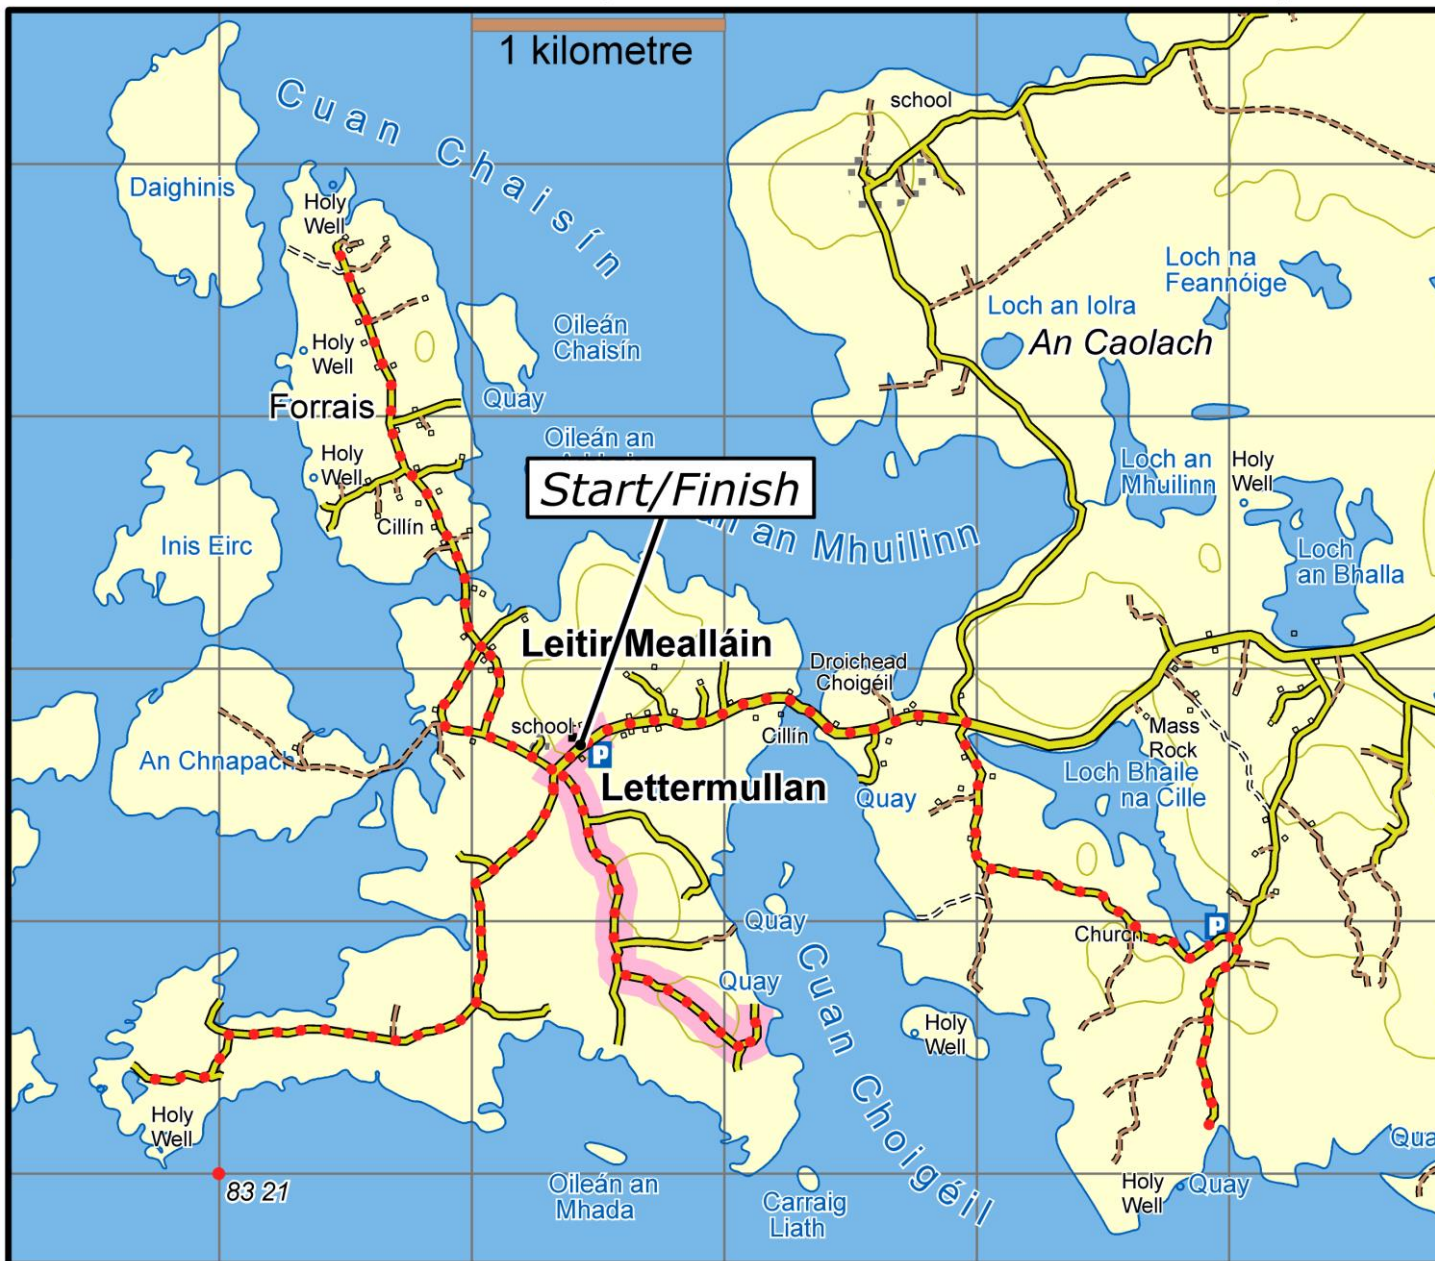 1 kilometre
Cuan Chaisín
school
Daighinis
Holy
Well
Loch na
Feannóige
Loch an Iolra
Oileán
Chaisín
An Caolach
Holy
Well
Forrais
Quay
Oileán an
Holy
Well
Loch an
Mhuilinn
Holy
Well
Start/Finish
an Mhuilinn
Cillín
Inis Eirc
Loch
an Bhalla
Leitir Mealláin
Droichead
Choigéil
school
Cillín
Mass
Rock
An Chnapach
P
Lettermullan
Quay
Loch Bhaile
na Cille
Quay
P
Church
Quay
Cuan Choigéil
Holy
Well
Holy
Well
Qua
83 21
Oileán an
Mhada
Carraig
Liath
Holy
Well
Quay